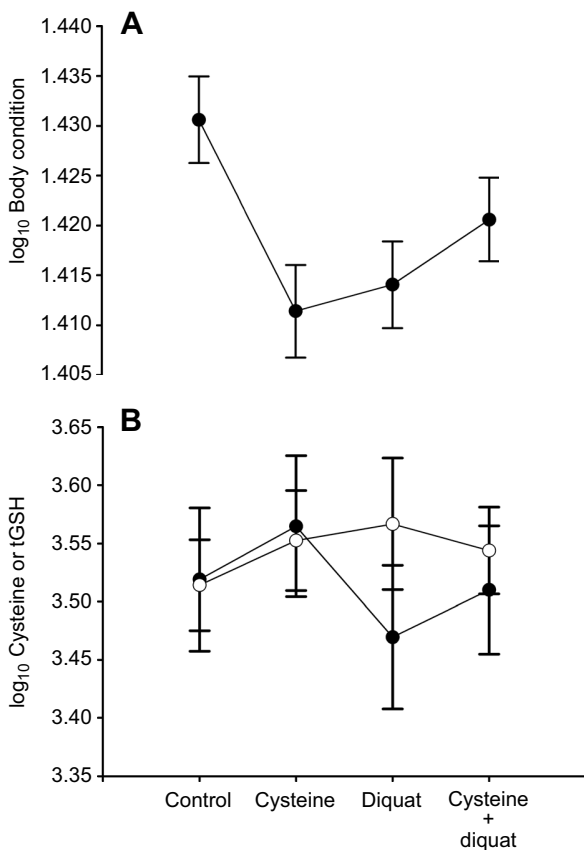 A
log10 Body condition
1.440
1.435
1.430
1.425
1.420
1.415
1.410
1.405
B
log10 Cysteine or tGSH
3.65
3.60
3.55
3.50
3.45
3.40
3.35
Control Cysteine Diquat Cysteine
+
diquat